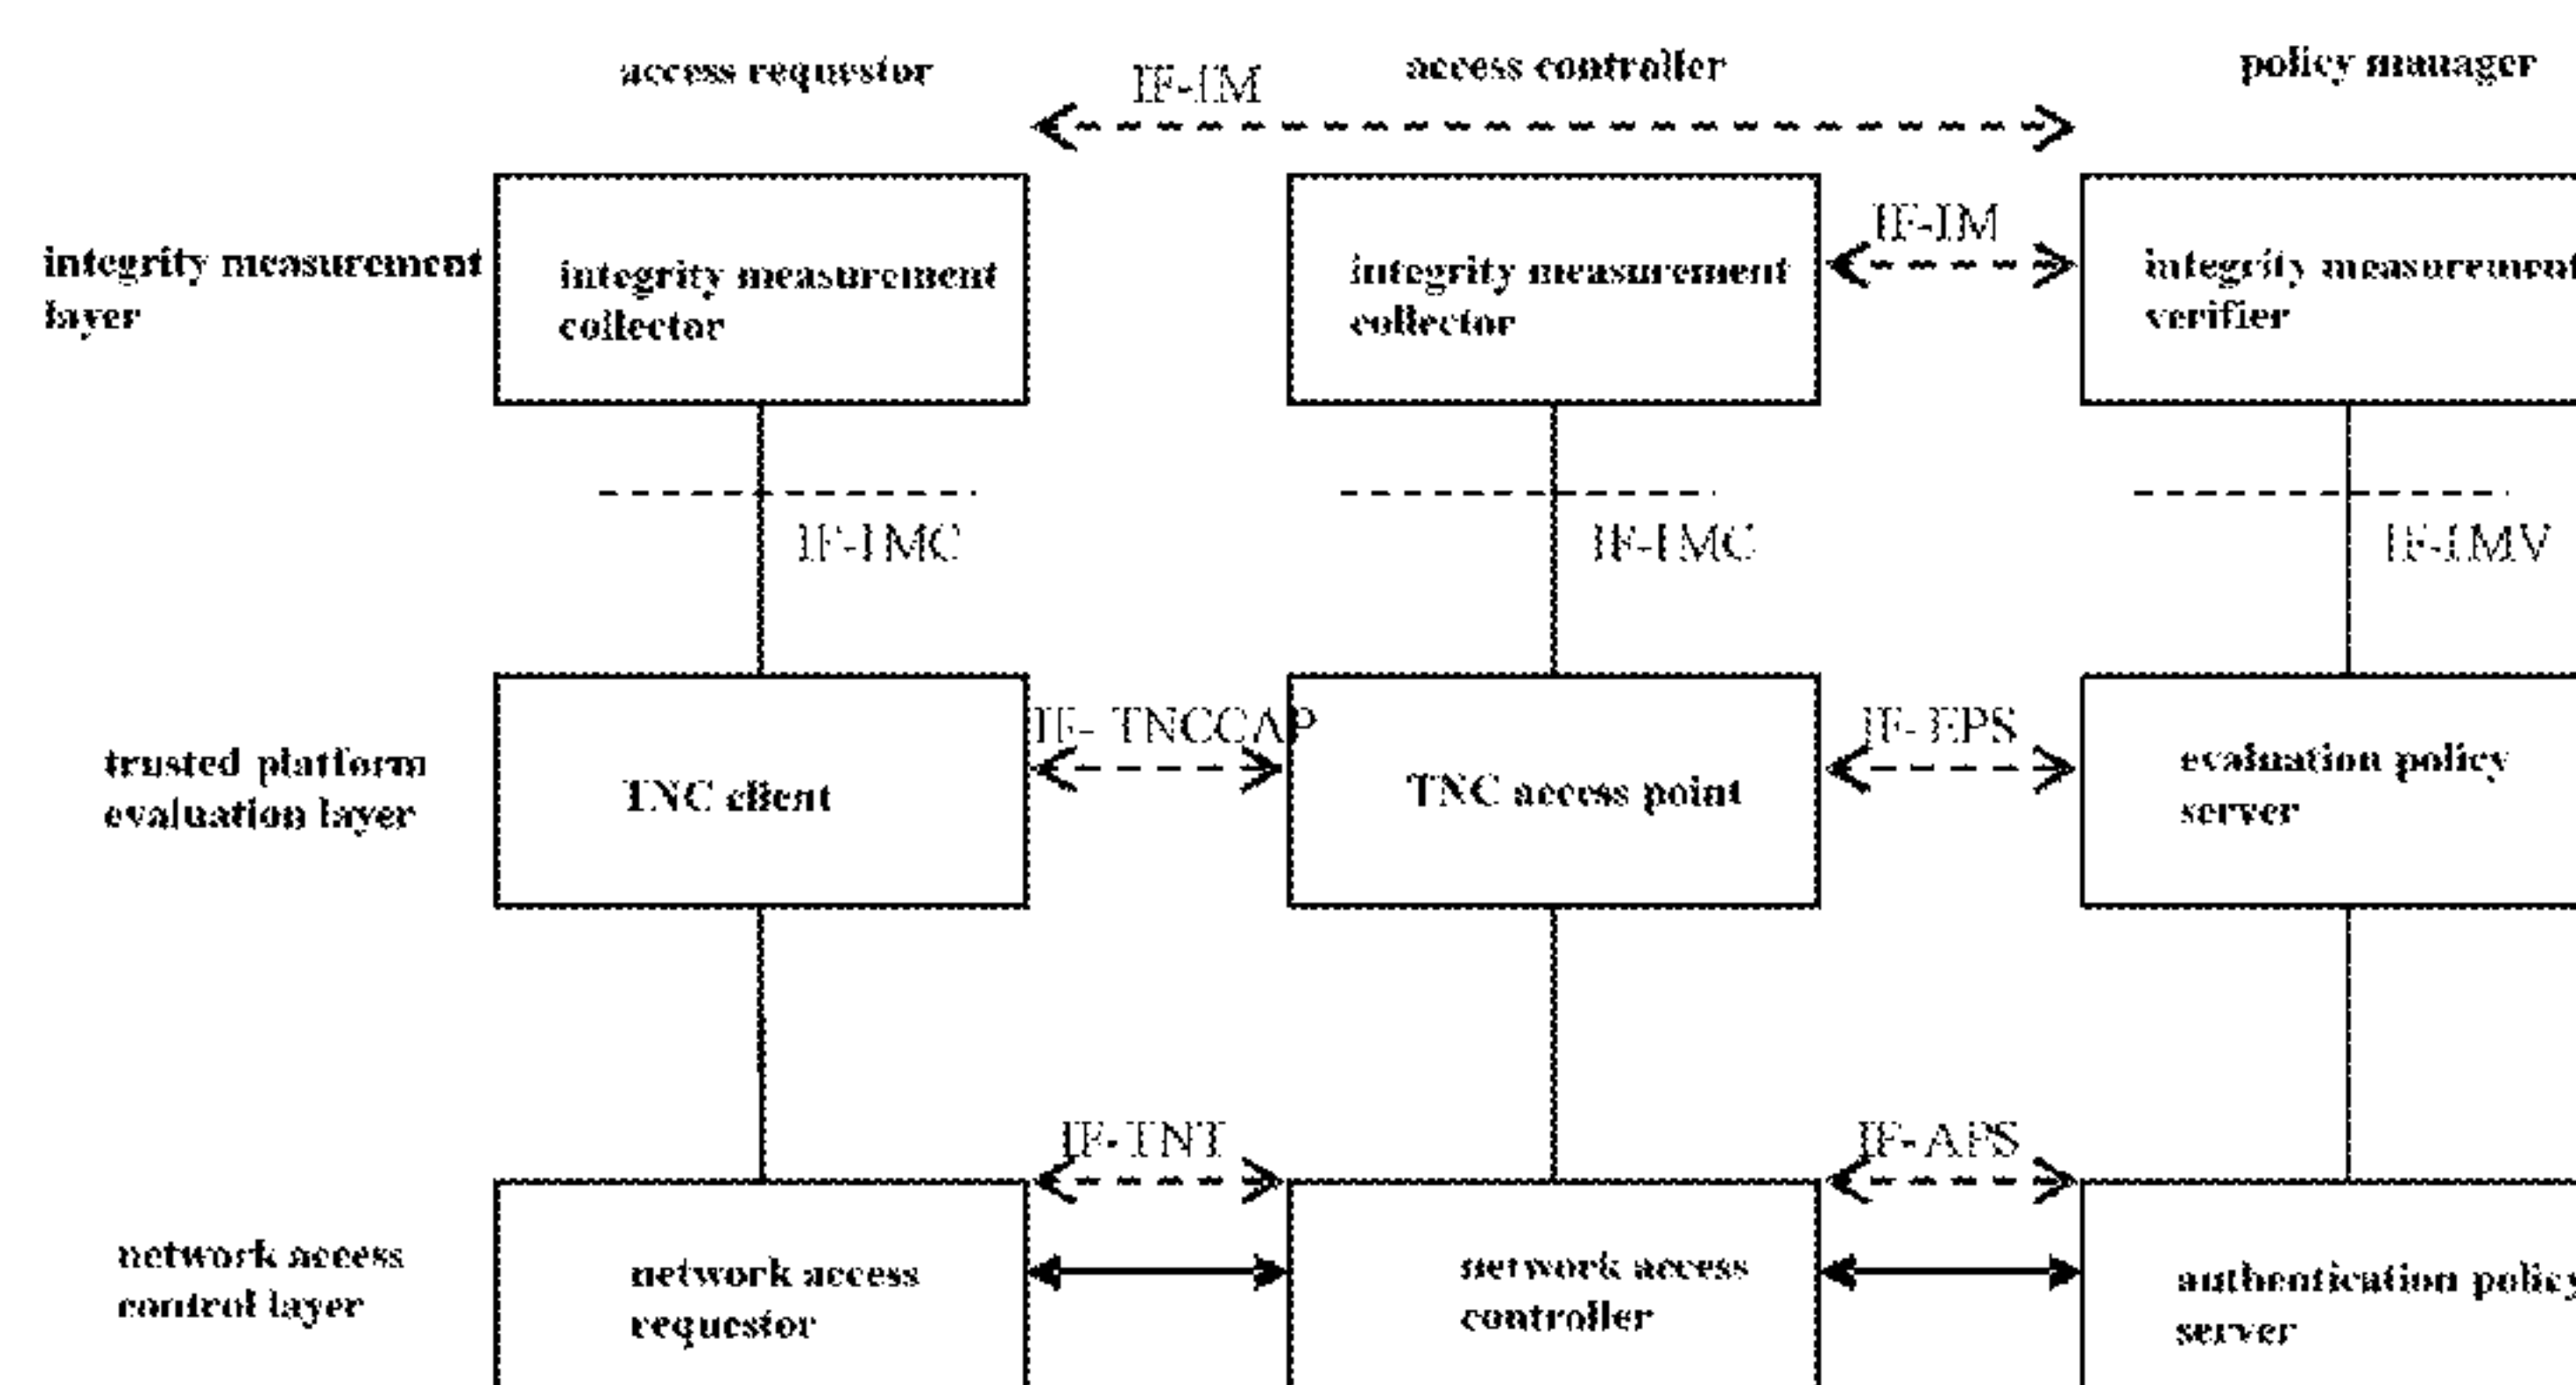 access requestor
IF-IM
access controller
policy manager
integrity measurement
layer
integrity measurement
collector
integrity measurement
collector
IF-IM
integrity measurement
verifier
IF-IMC
IF-IMC
IF-IMV
trusted platform
evaluation layer
TNC client
IF- TNCCAP
TNC access point
IF-EPS
evaluation policy
server
IF-TNT
IF-APS
network access
control layer
network access
requestor
network access
controller
authentication policy
server